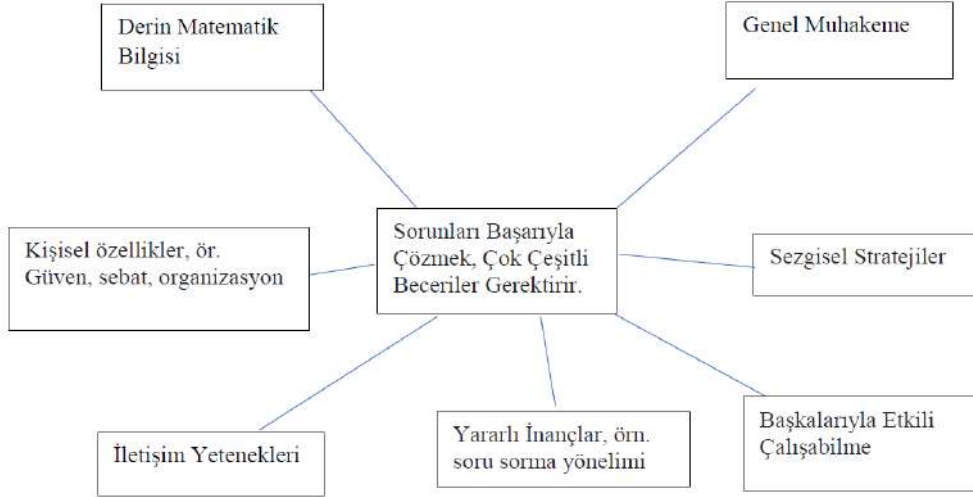 Derin Matematik
Bilgisi
Genel Muhakeme
Kişisel özellikler, ör.
Güven, sebat, organizasyon
Sorunları Başarıyla
Çözmek, Çok Çeşitli
Beceriler Gerektirir.
Sezgisel Stratejiler
İletişim Yetenekleri
Yararlı İnançlar, örn.
soru sorma yönelimi
Başkalarıyla Etkili
Çalışabilme